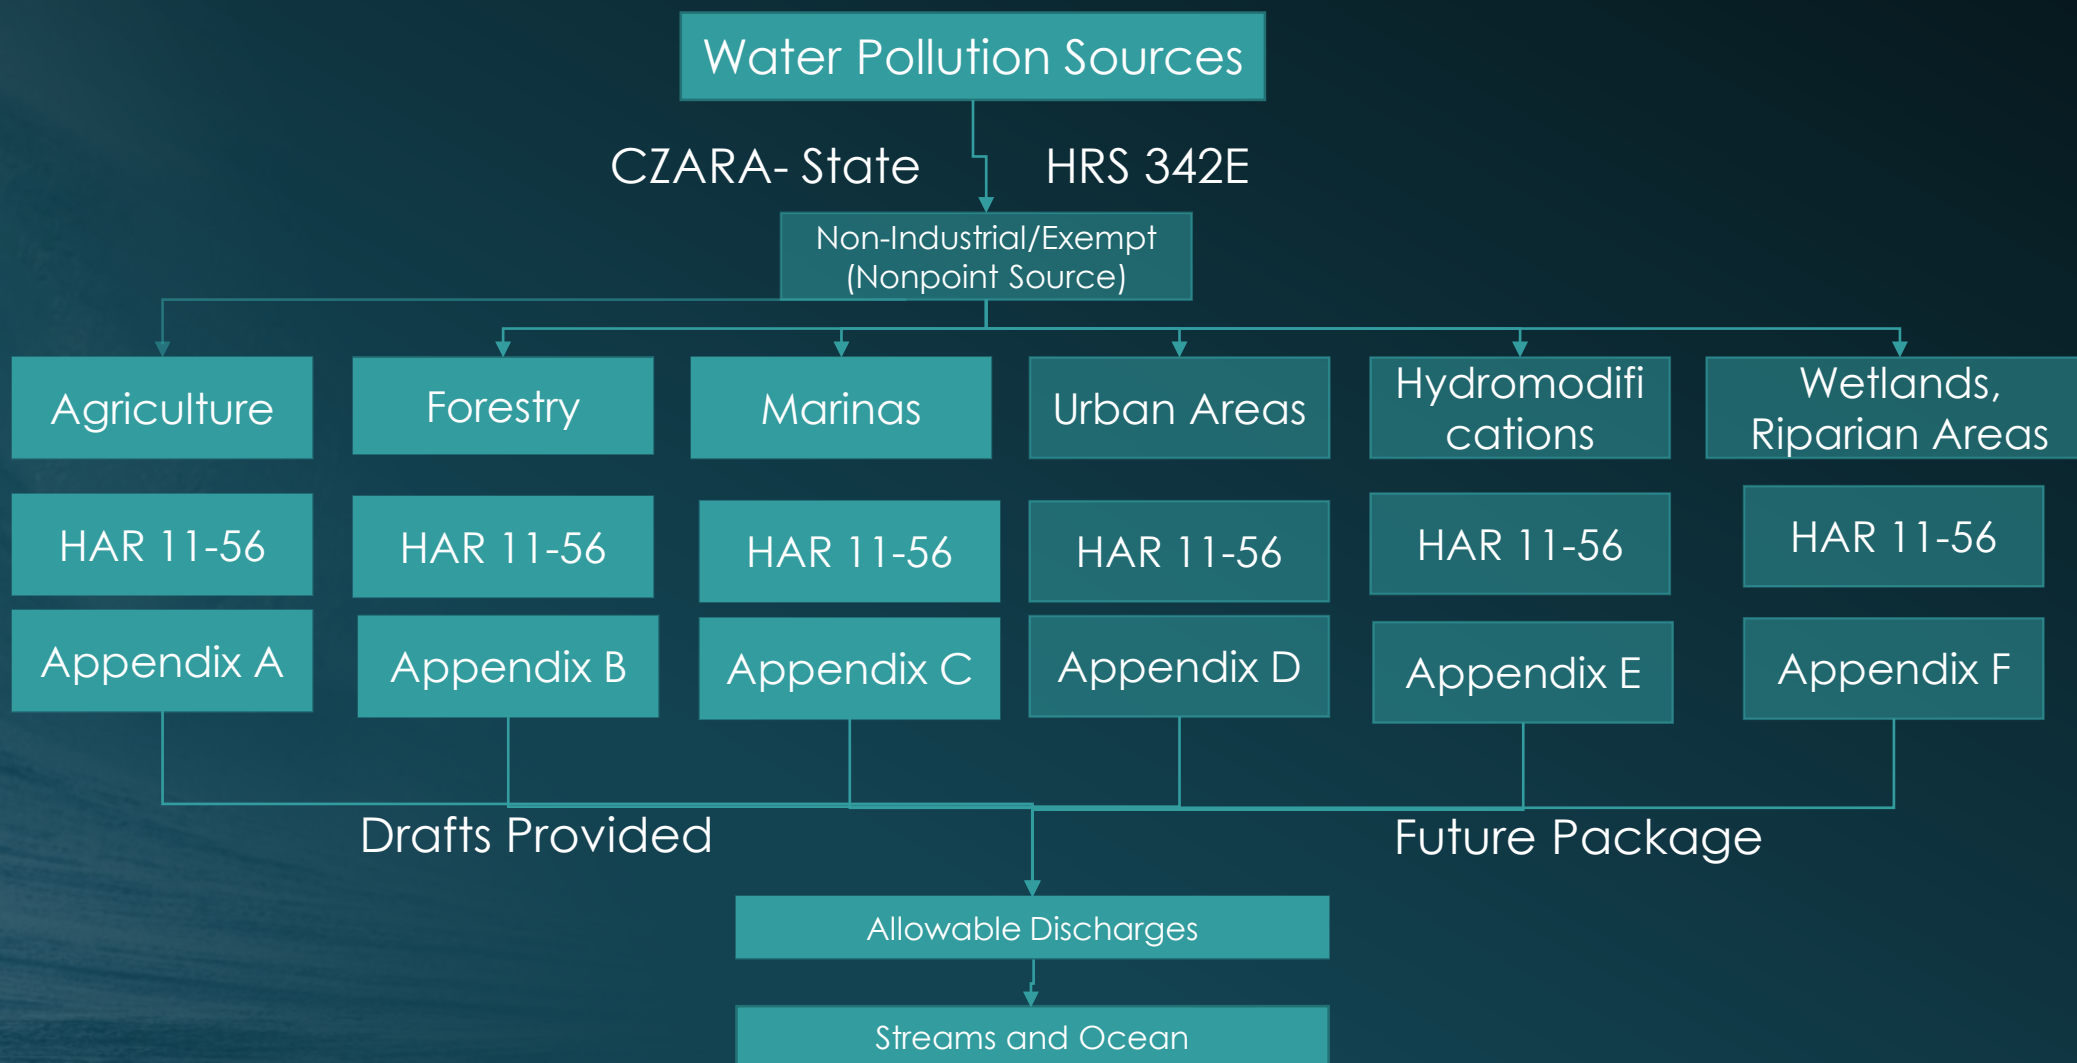 Water Pollution Sources
CZARA- State
HRS 342E
Non-Industrial/Exempt
(Nonpoint Source)
Agriculture
Forestry
Marinas
Urban Areas
Hydromodifi
cations
Wetlands,
Riparian Areas
HAR 11-56
HAR 11-56
HAR 11-56
HAR 11-56
HAR 11-56
HAR 11-56
Appendix A
Appendix B
Appendix C
Appendix D
Appendix E
Appendix F
Drafts Provided
Future Package
Allowable Discharges
Streams and Ocean